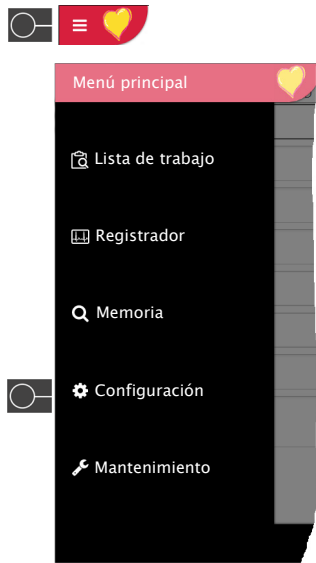 Menú principal
Lista de trabajo
Registrador
Memoria
Configuración
Mantenimiento